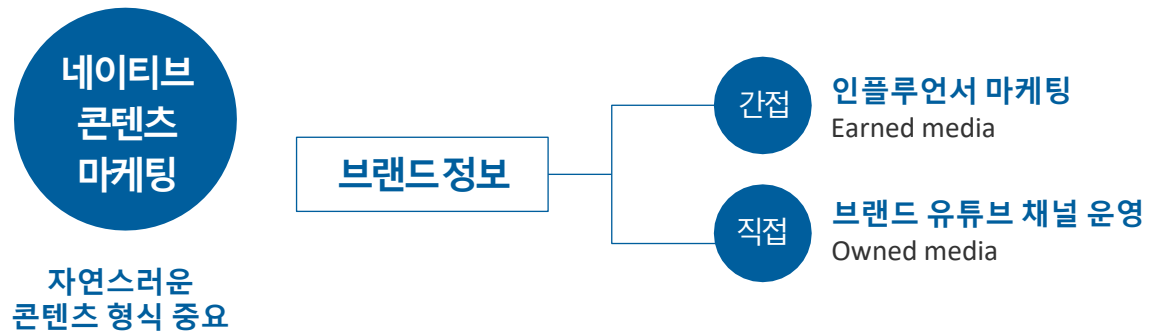 네이티브
콘텐츠
마케팅
자연스러운
콘텐츠 형식 중요
브랜드 정보
간접
인플루언서 마케팅
Earned media
직접
브랜드 유튜브 채널 운영
Owned media